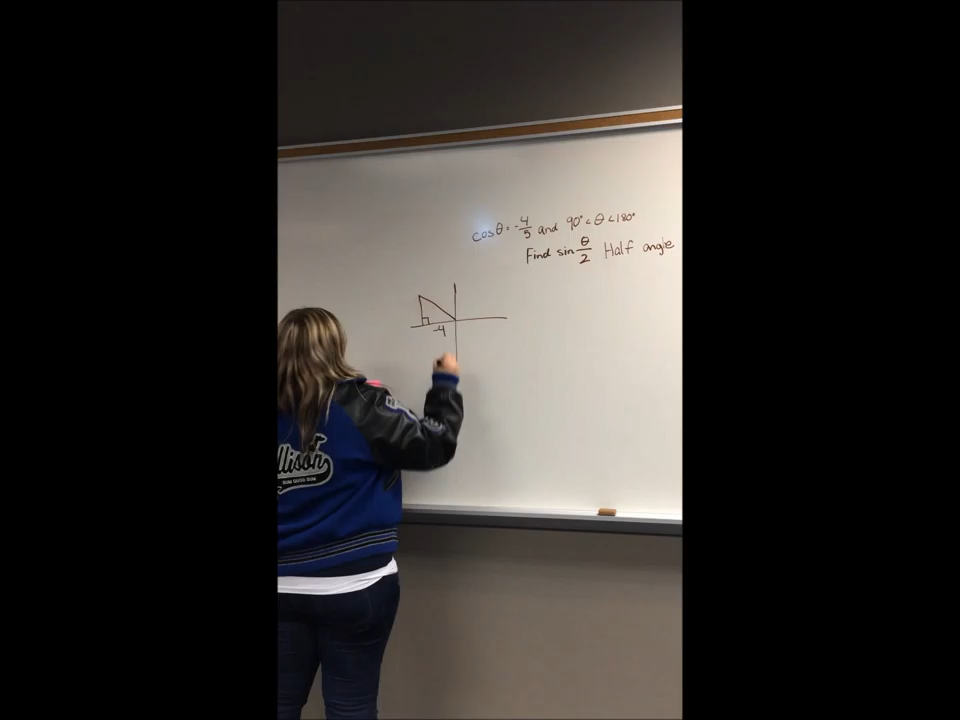 cosθ = -4/5 and 90° < θ < 180°
Find sin θ/2 Half angle
-4